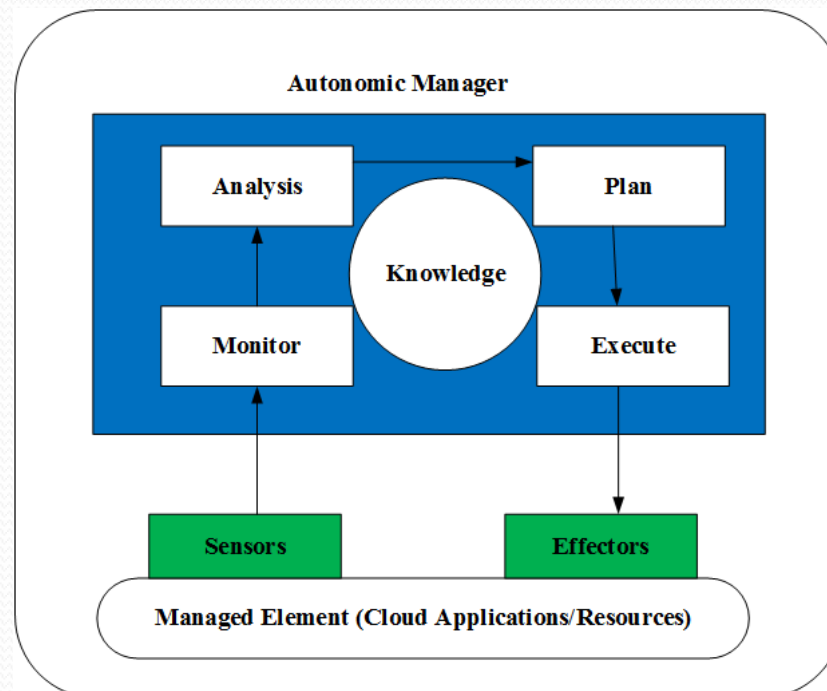 Autonomic Manager
Analysis
Plan
Knowledge
Monitor
Execute
Sensors
Effectors
Managed Element (Cloud Applications/Resources)